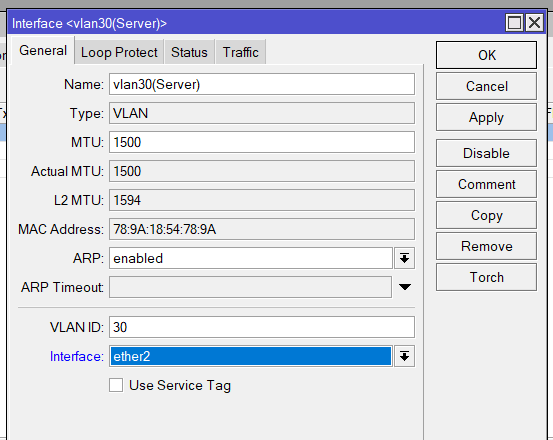 Interface <vlan30(Server)>
General Loop Protect Status Traffic
OK
Name: vlan30(Server)
Cancel
Type: VLAN
Apply
MTU: 1500
Disable
Actual MTU: 1500
Comment
L2 MTU: 1594
Copy
MAC Address: 78:9A:18:54:78:9A
Remove
ARP: enabled
Torch
ARP Timeout:
VLAN ID: 30
Interface: ether2
Use Service Tag